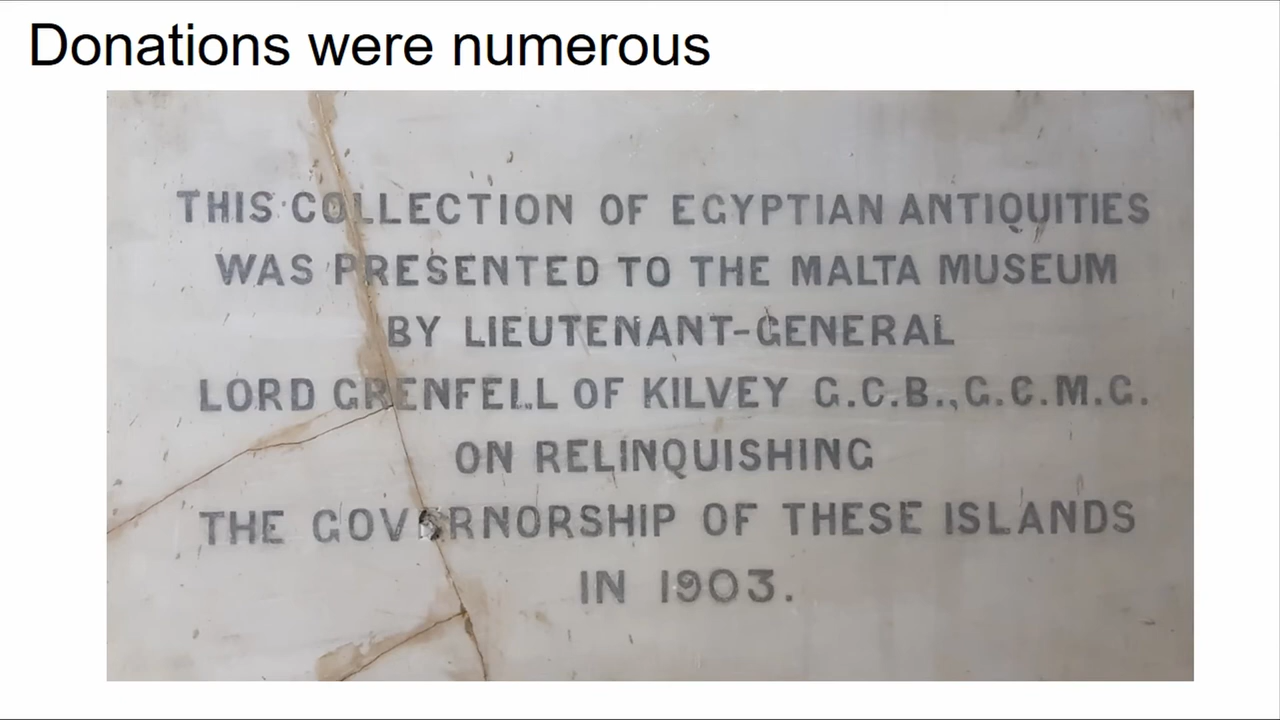 Donations were numerous
THIS COLLECTION OF EGYPTIAN ANTIQUITIES
WAS PRESENTED TO THE MALTA MUSEUM
BY LIEUTENANT-GENERAL
LORD GRENFELL OF KILVEY G.C.B., G.C.M.G.
ON RELINQUISHING
THE GOVERNORSHIP OF THESE ISLANDS
IN 1903.